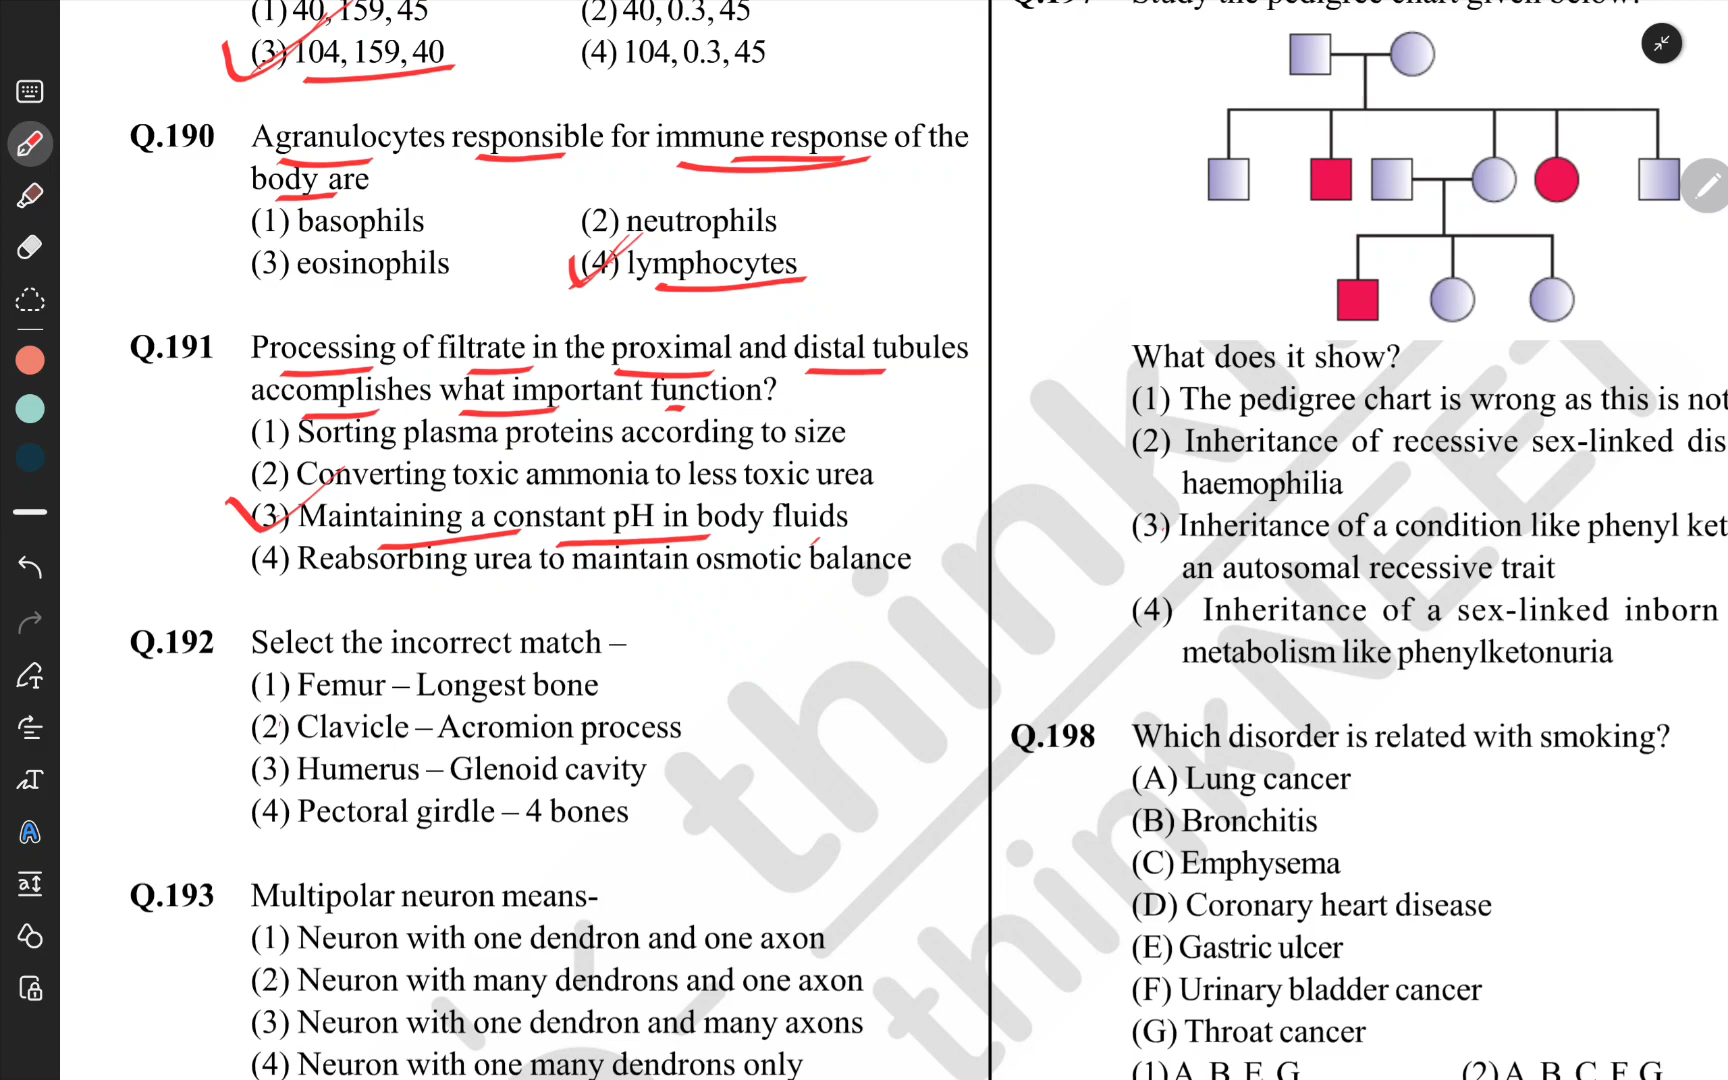 (1) 40, 159, 45
(2) 40, 0.3, 45
(3) 104, 159, 40
(4) 104, 0.3, 45
Q.190 Agranulocytes responsible for immune response of the
body are
(1) basophils
(2) neutrophils
(3) eosinophils
(4) lymphocytes
Q.191 Processing of filtrate in the proximal and distal tubules
accomplishes what important function?
(1) Sorting plasma proteins according to size
(2) Converting toxic ammonia to less toxic urea
(3) Maintaining a constant pH in body fluids
(4) Reabsorbing urea to maintain osmotic balance
Q.192 Select the incorrect match –
(1) Femur – Longest bone
(2) Clavicle – Acromion process
(3) Humerus – Glenoid cavity
(4) Pectoral girdle – 4 bones
Q.193 Multipolar neuron means-
(1) Neuron with one dendron and one axon
(2) Neuron with many dendrons and one axon
(3) Neuron with one dendron and many axons
(4) Neuron with one many dendrons only
Study the pedigree chart given below.
What does it show?
(1) The pedigree chart is wrong as this is not
(2) Inheritance of recessive sex-linked dis
haemophilia
(3) Inheritance of a condition like phenyl ket
an autosomal recessive trait
(4) Inheritance of a sex-linked inborn
metabolism like phenylketonuria
Q.198 Which disorder is related with smoking?
(A) Lung cancer
(B) Bronchitis
(C) Emphysema
(D) Coronary heart disease
(E) Gastric ulcer
(F) Urinary bladder cancer
(G) Throat cancer
think
thinkNEET